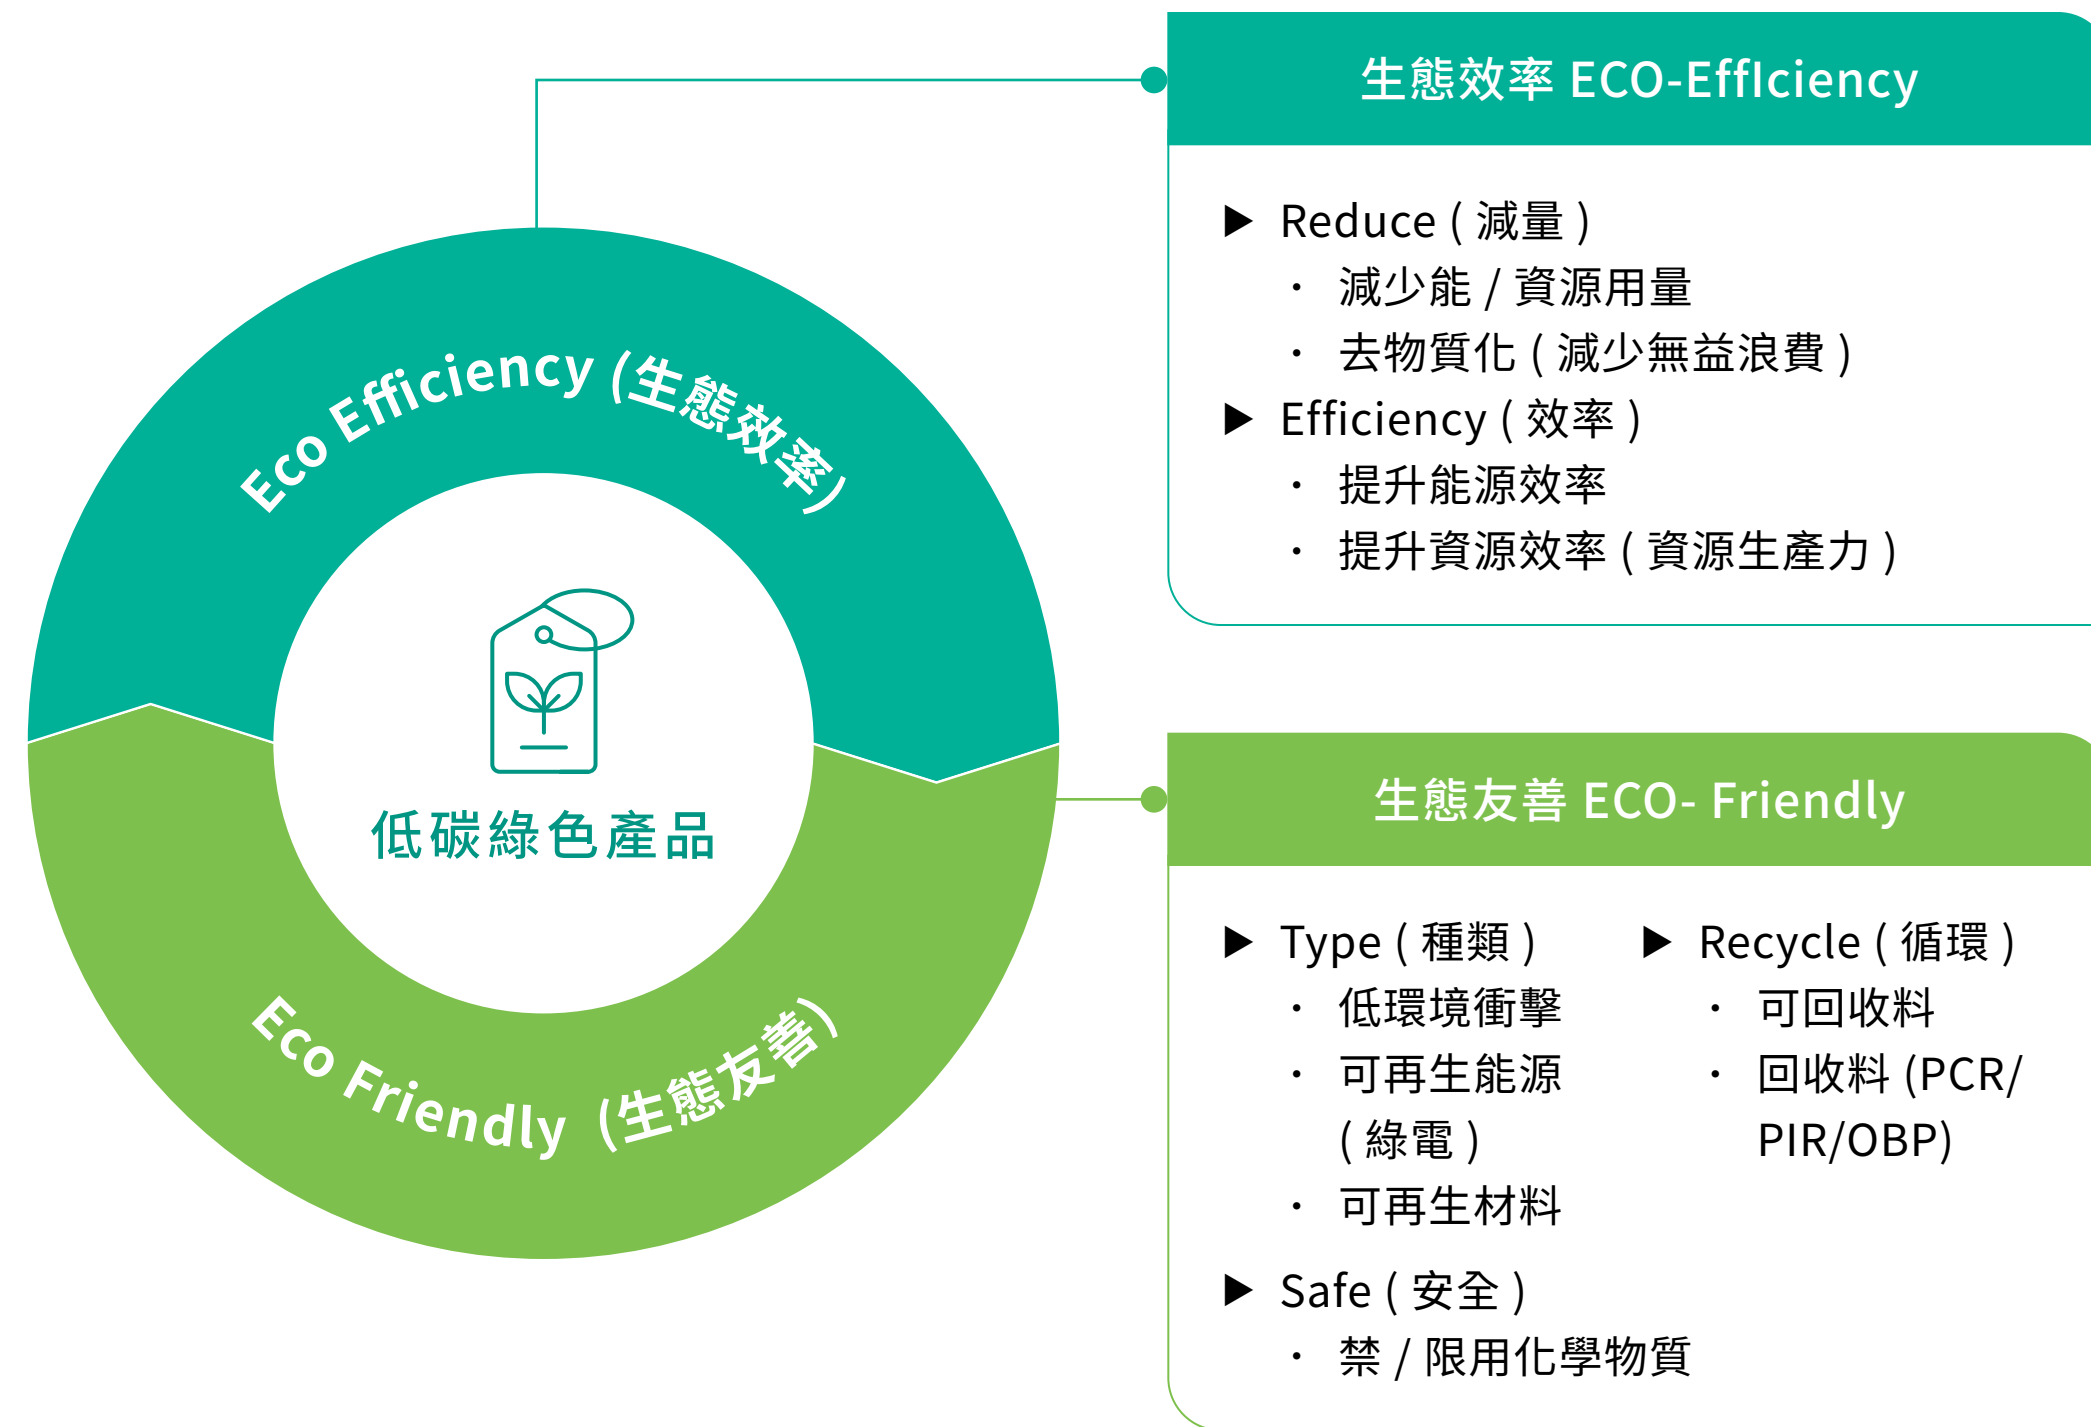 Eco Efficiency (生態效率)
低碳綠色產品
Eco Friendly (生態友善)
生態效率 ECO-EffIciency
▶ Reduce ( 減量 )
· 減少能 / 資源用量
· 去物質化 ( 減少無益浪費 )
▶ Efficiency ( 效率 )
· 提升能源效率
· 提升資源效率 ( 資源生產力 )
生態友善 ECO- Friendly
▶ Type ( 種類 )
· 低環境衝擊
· 可再生能源
( 綠電 )
· 可再生材料
▶ Recycle ( 循環 )
· 可回收料
· 回收料 (PCR/
PIR/OBP)
▶ Safe ( 安全 )
· 禁 / 限用化學物質